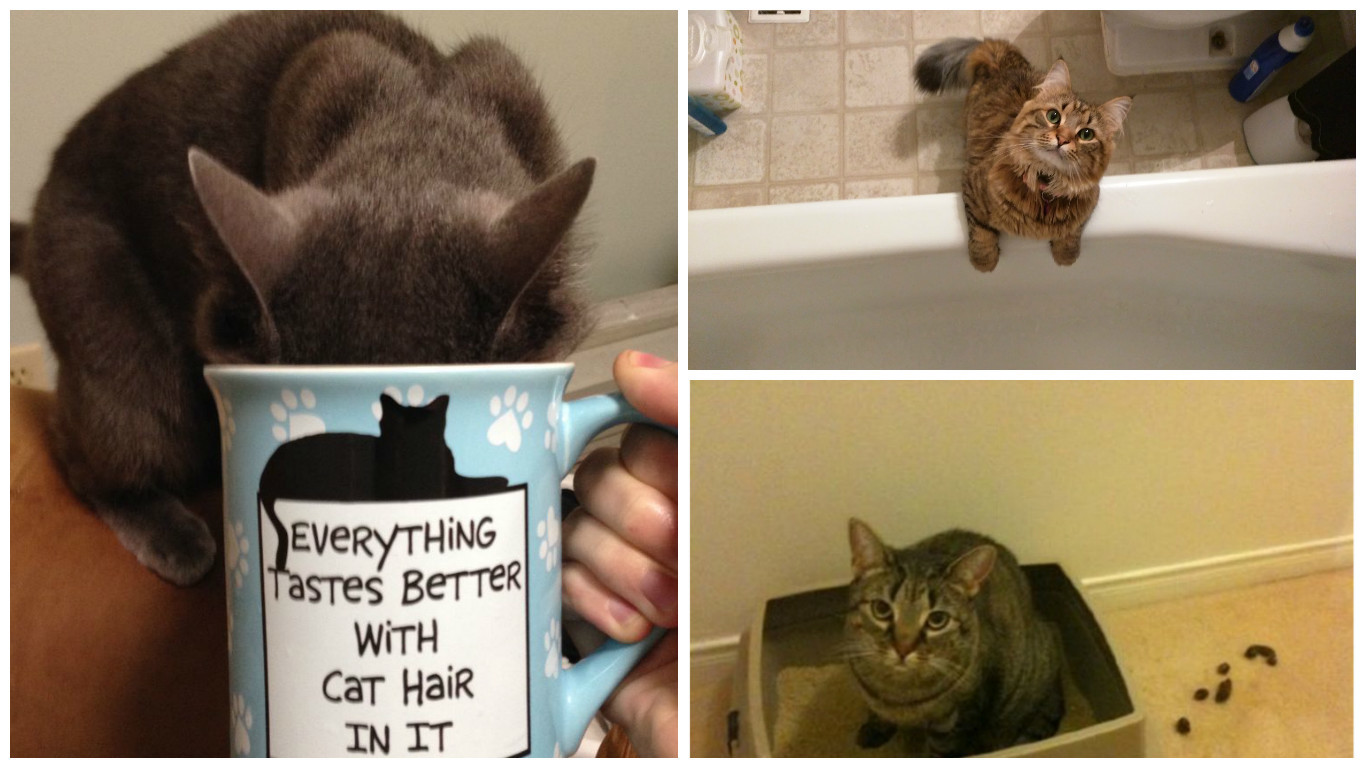 EVERYTHING
TASTES BETTER
WITH
CAT HAIR
IN IT